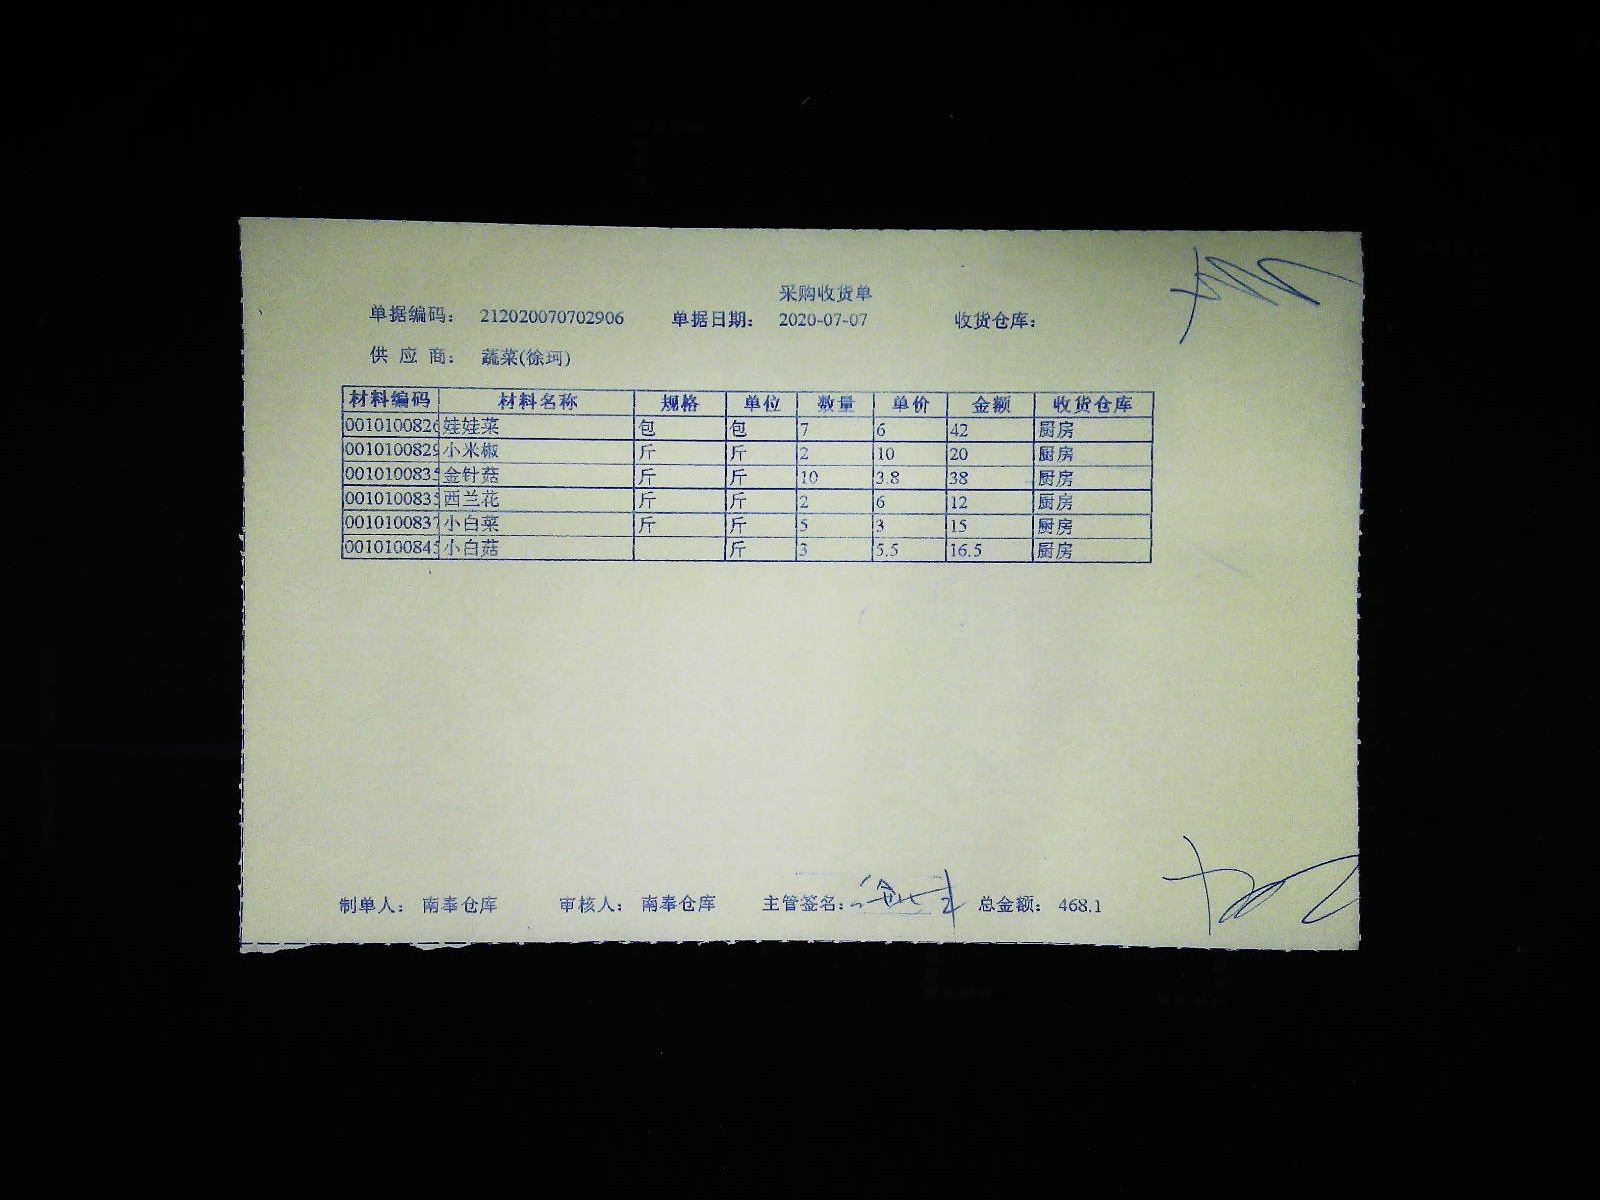 采购收货单
单据编码： 212020070702906 单据日期： 2020-07-07 收货仓库：
供 应 商： 蔬菜(徐珂)
材料编码 材料名称 规格 单位 数量 单价 金额 收货仓库
0010100826 娃娃菜 包 包 7 6 42 厨房
0010100829 小米椒 斤 斤 2 10 20 厨房
001010083 金针菇 斤 斤 10 3.8 38 厨房
001010083 西兰花 斤 斤 2 6 12 厨房
0010100837 小白菜 斤 斤 5 3 15 厨房
001010084 小白菇 斤 3 5.5 16.5 厨房
制单人： 南奉仓库 审核人： 南奉仓库 主管签名： 总金额： 468.1